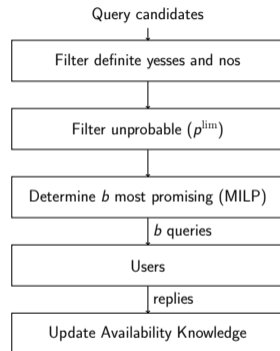 Query candidates
Filter definite yesses and nos
Filter unprobable (p^lim)
Determine b most promising (MILP)
b queries
Users
replies
Update Availability Knowledge